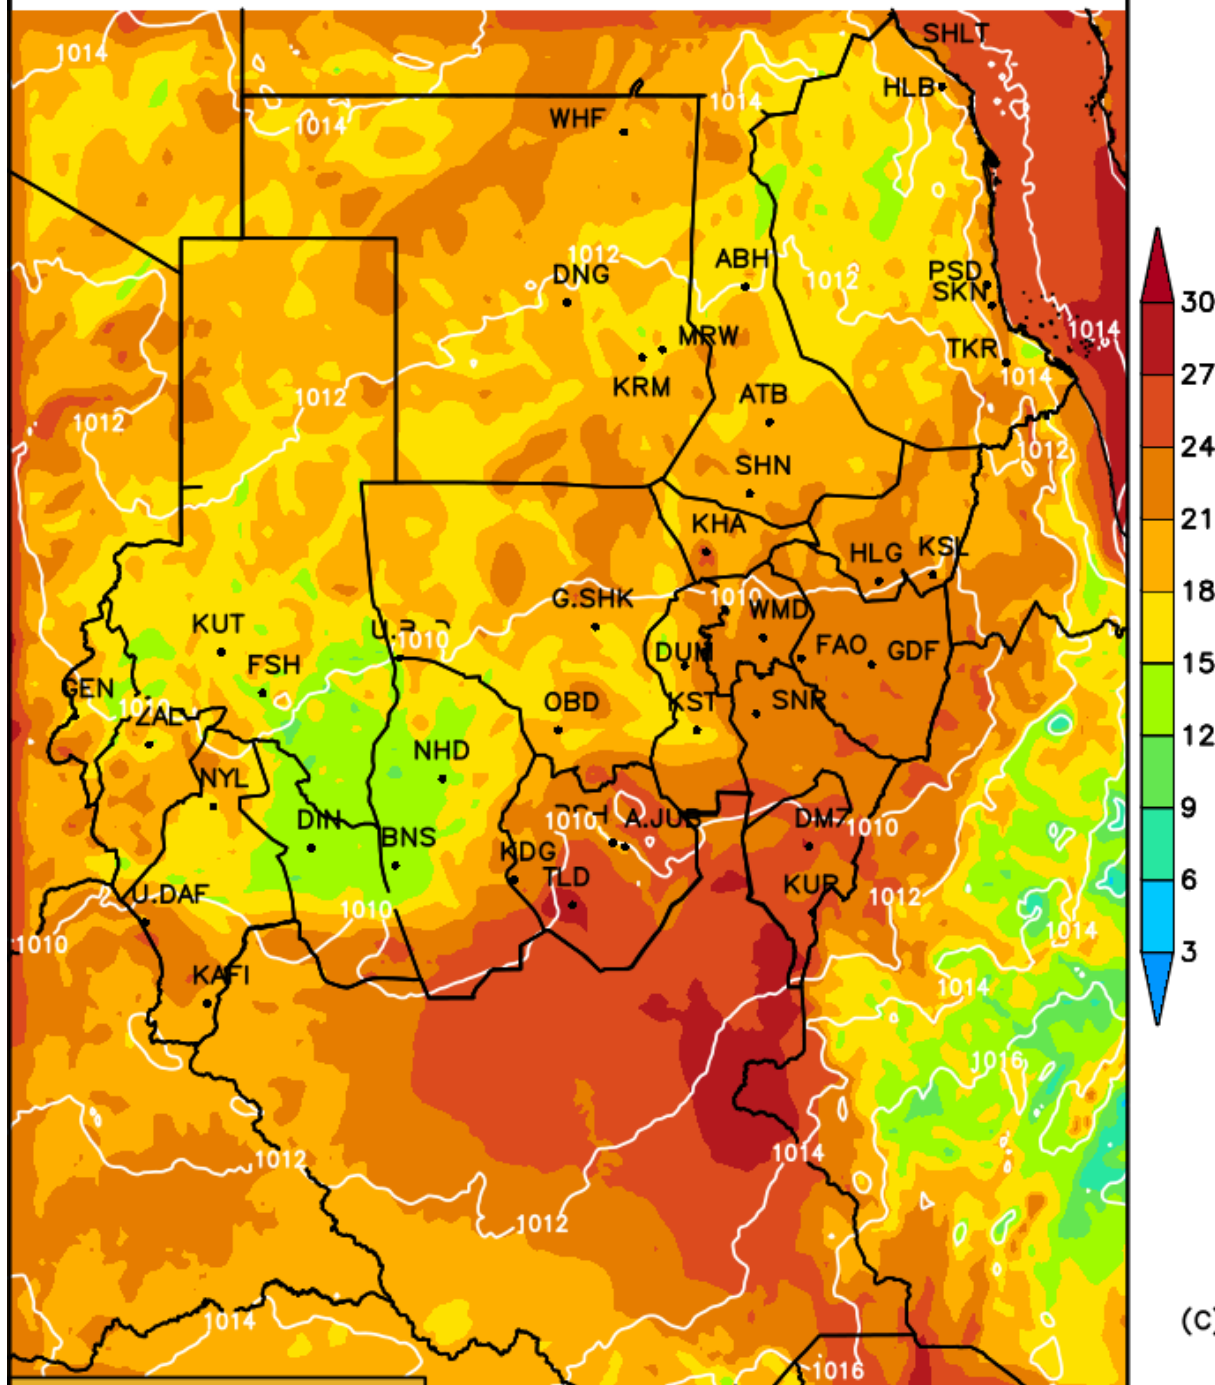 SHLT
1014
HLB
1014
WHF
1014
1012
ABH
DNG
1012
PSD
SKN
1014
MRW
TKR
KRM
1014
1012
ATB
1012
1012
SHN
KHA
HLG KSL
G.SHK
1010
WMD
KUT
1010
FAO GDF
DUM
FSH
GEN
OBD
KST
SNR
1010
ZAL
NHD
NYL
DIN
1010
A.JUB
1010
BNS
KDG
TLD
KUR
U.DAF
1012
1010
1014
1010
KAFI
1014
1016
1014
1012
1012
1014
1016
30
27
24
21
18
15
12
9
6
3
(C)